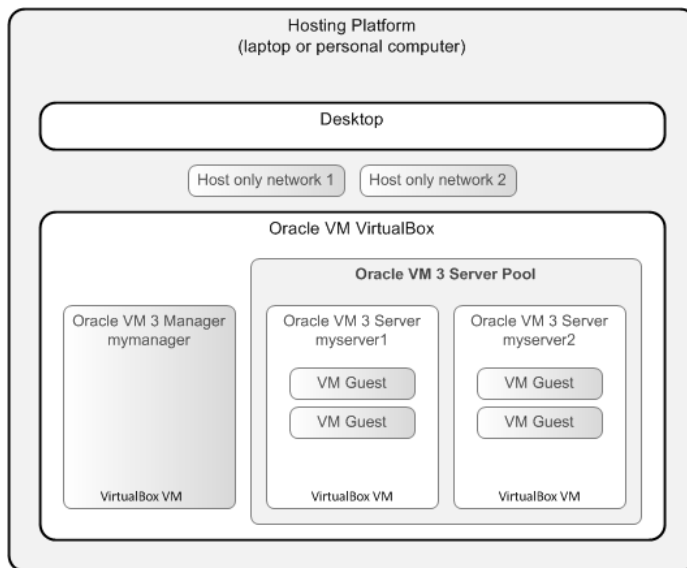 Hosting Platform
(laptop or personal computer)
Desktop
Host only network 1
Host only network 2
Oracle VM VirtualBox
Oracle VM 3 Server Pool
Oracle VM 3 Manager
mymanager
VirtualBox VM
Oracle VM 3 Server
myserver1
VM Guest
VM Guest
VirtualBox VM
Oracle VM 3 Server
myserver2
VM Guest
VM Guest
VirtualBox VM